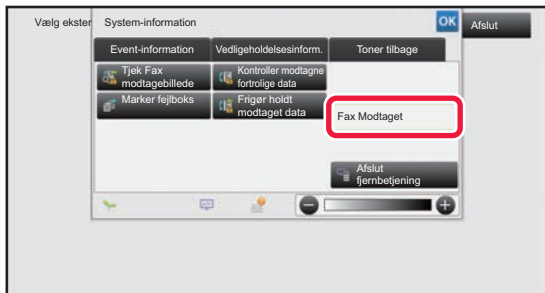 Vælg ekster
System-information
OK
Afslut
Event-information
Vedligeholdelsesinform.
Toner tilbage
Tjek Fax
modtagebillede
Kontroller modtagne
fortrolige data
Marker fejlboks
Frigør holdt
modtaget data
Fax Modtaget
Afslut
fjernbetjening